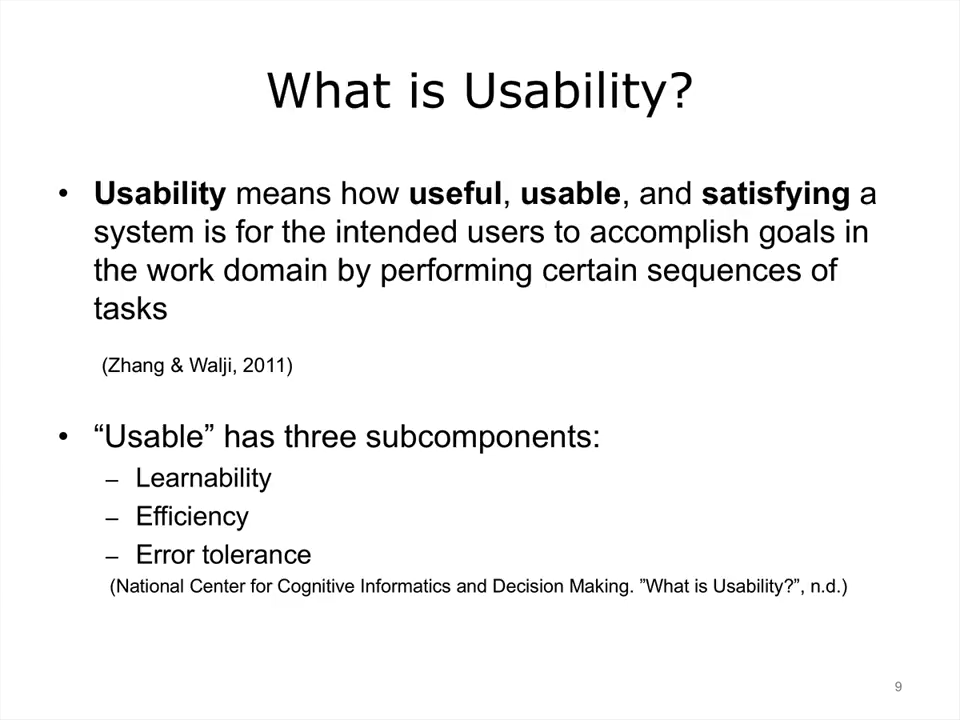 What is Usability?
• Usability means how useful, usable, and satisfying a
system is for the intended users to accomplish goals in
the work domain by performing certain sequences of
tasks
(Zhang & Walji, 2011)
• “Usable” has three subcomponents:
– Learnability
– Efficiency
– Error tolerance
(National Center for Cognitive Informatics and Decision Making. ”What is Usability?”, n.d.)
9